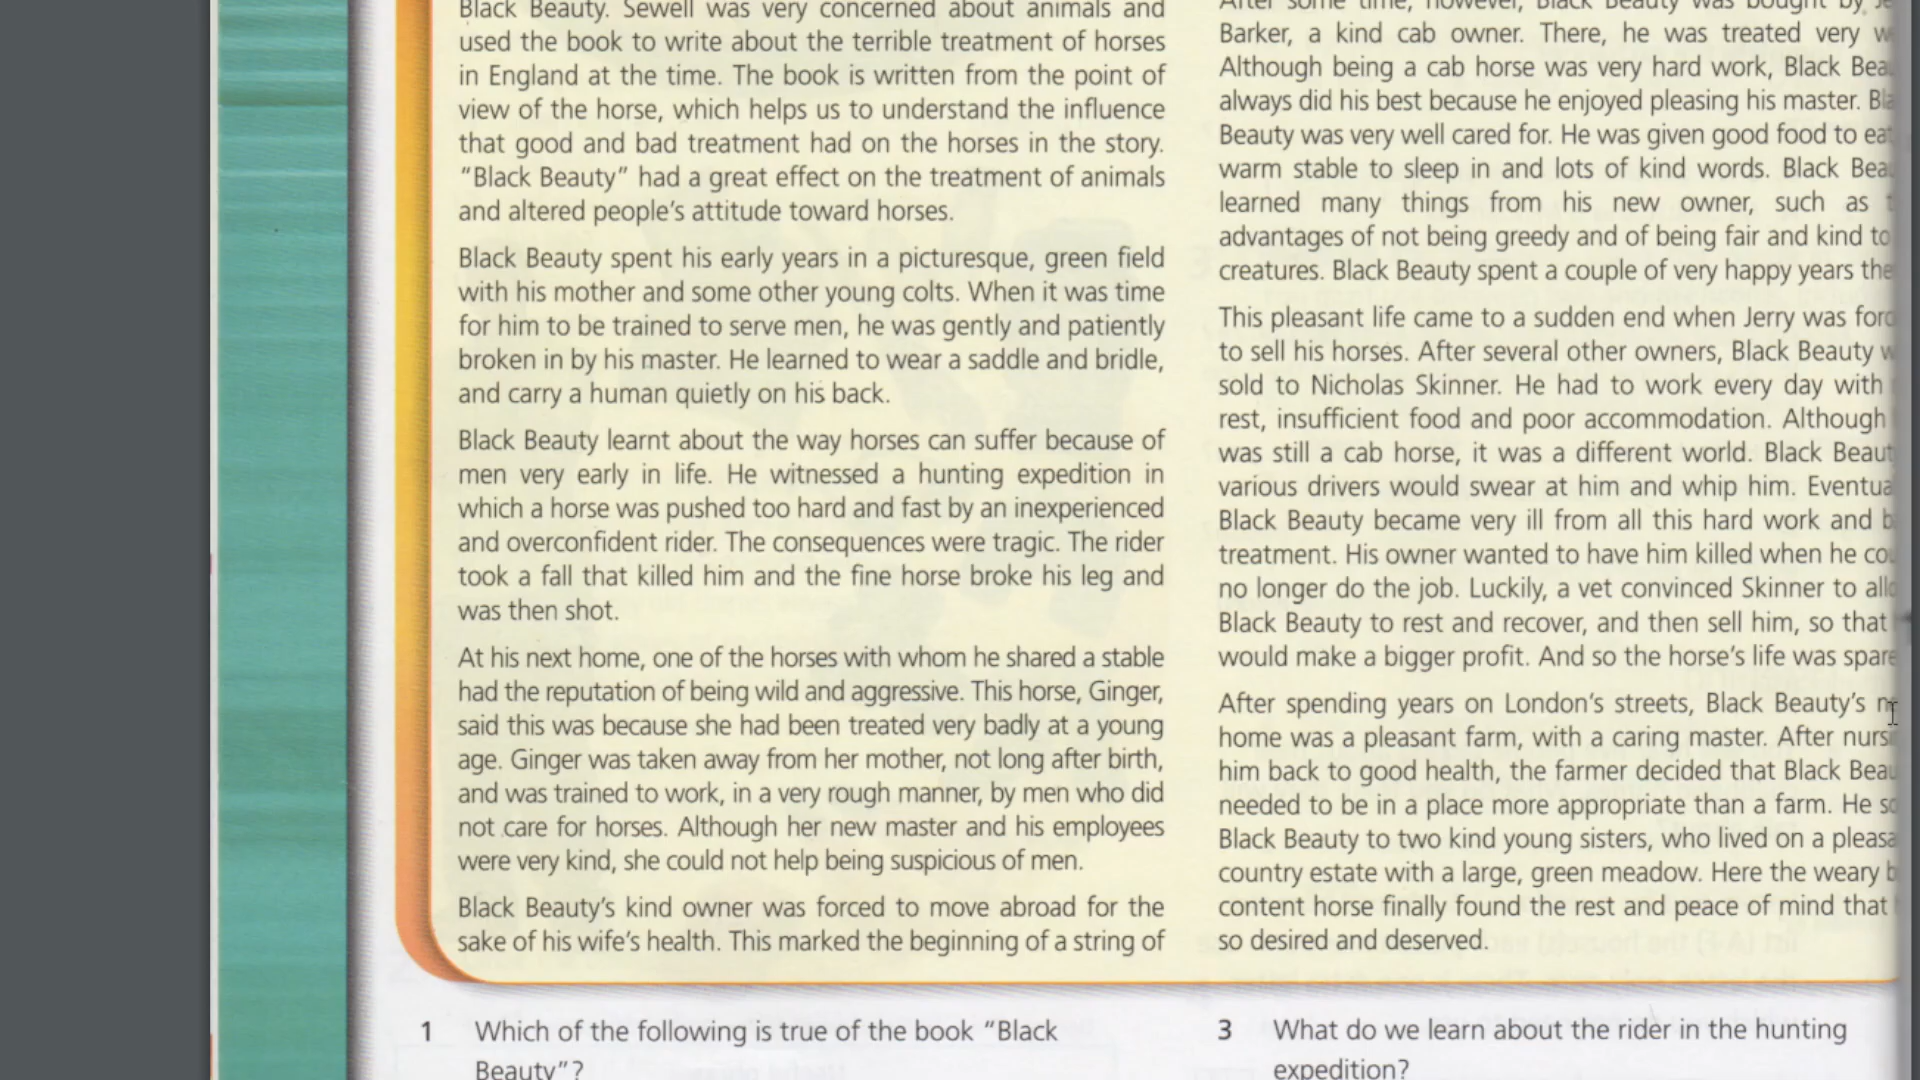 Black Beauty. Sewell was very concerned about animals and
used the book to write about the terrible treatment of horses
in England at the time. The book is written from the point of
view of the horse, which helps us to understand the influence
that good and bad treatment had on the horses in the story.
“Black Beauty” had a great effect on the treatment of animals
and altered people’s attitude toward horses.
Black Beauty spent his early years in a picturesque, green field
with his mother and some other young colts. When it was time
for him to be trained to serve men, he was gently and patiently
broken in by his master. He learned to wear a saddle and bridle,
and carry a human quietly on his back.
Black Beauty learnt about the way horses can suffer because of
men very early in life. He witnessed a hunting expedition in
which a horse was pushed too hard and fast by an inexperienced
and overconfident rider. The consequences were tragic. The rider
took a fall that killed him and the fine horse broke his leg and
was then shot.
At his next home, one of the horses with whom he shared a stable
had the reputation of being wild and aggressive. This horse, Ginger,
said this was because she had been treated very badly at a young
age. Ginger was taken away from her mother, not long after birth,
and was trained to work, in a very rough manner, by men who did
not care for horses. Although her new master and his employees
were very kind, she could not help being suspicious of men.
Black Beauty’s kind owner was forced to move abroad for the
sake of his wife’s health. This marked the beginning of a string of
After some time, however, Black Beauty was bought by
Barker, a kind cab owner. There, he was treated very
Although being a cab horse was very hard work, Black
always did his best because he enjoyed pleasing his master.
Beauty was very well cared for. He was given good food to
warm stable to sleep in and lots of kind words. Black
learned many things from his new owner, such as
advantages of not being greedy and of being fair and kind to
creatures. Black Beauty spent a couple of very happy years
This pleasant life came to a sudden end when Jerry was
to sell his horses. After several other owners, Black Beauty
sold to Nicholas Skinner. He had to work every day with
rest, insufficient food and poor accommodation. Although
was still a cab horse, it was a different world. Black
various drivers would swear at him and whip him.
Black Beauty became very ill from all this hard work and
treatment. His owner wanted to have him killed when he
no longer do the job. Luckily, a vet convinced Skinner to
Black Beauty to rest and recover, and then sell him, so that
would make a bigger profit. And so the horse’s life was
After spending years on London’s streets, Black Beauty’s
home was a pleasant farm, with a caring master. After
him back to good health, the farmer decided that Black
needed to be in a place more appropriate than a farm. He
Black Beauty to two kind young sisters, who lived on a
country estate with a large, green meadow. Here the weary
content horse finally found the rest and peace of mind that
so desired and deserved.
1 Which of the following is true of the book “Black
Beauty”?
3 What do we learn about the rider in the hunting
expedition?